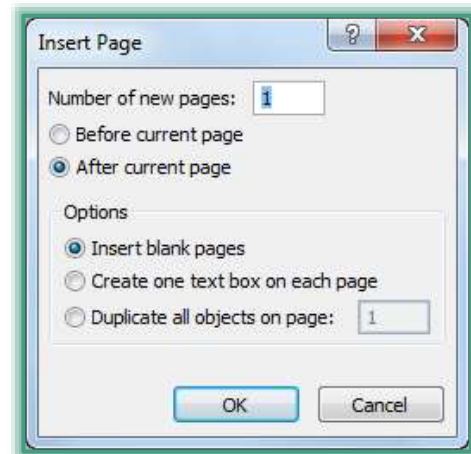 Insert Page
Number of new pages: 1
Before current page
After current page
Options
Insert blank pages
Create one text box on each page
Duplicate all objects on page: 1
OK Cancel